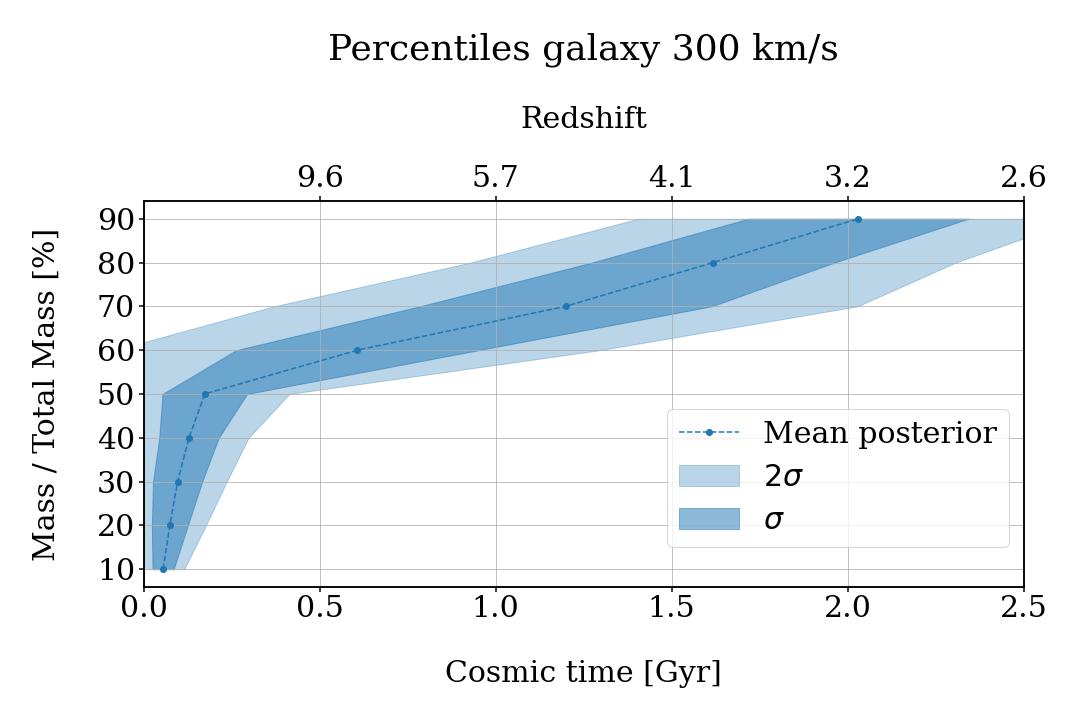 Percentiles galaxy 300 km/s
Redshift
9.6 5.7 4.1 3.2 2.6
Mass / Total Mass [%]
90
80
70
60
50
40
30
20
10
Mean posterior
2σ
σ
0.0 0.5 1.0 1.5 2.0 2.5
Cosmic time [Gyr]